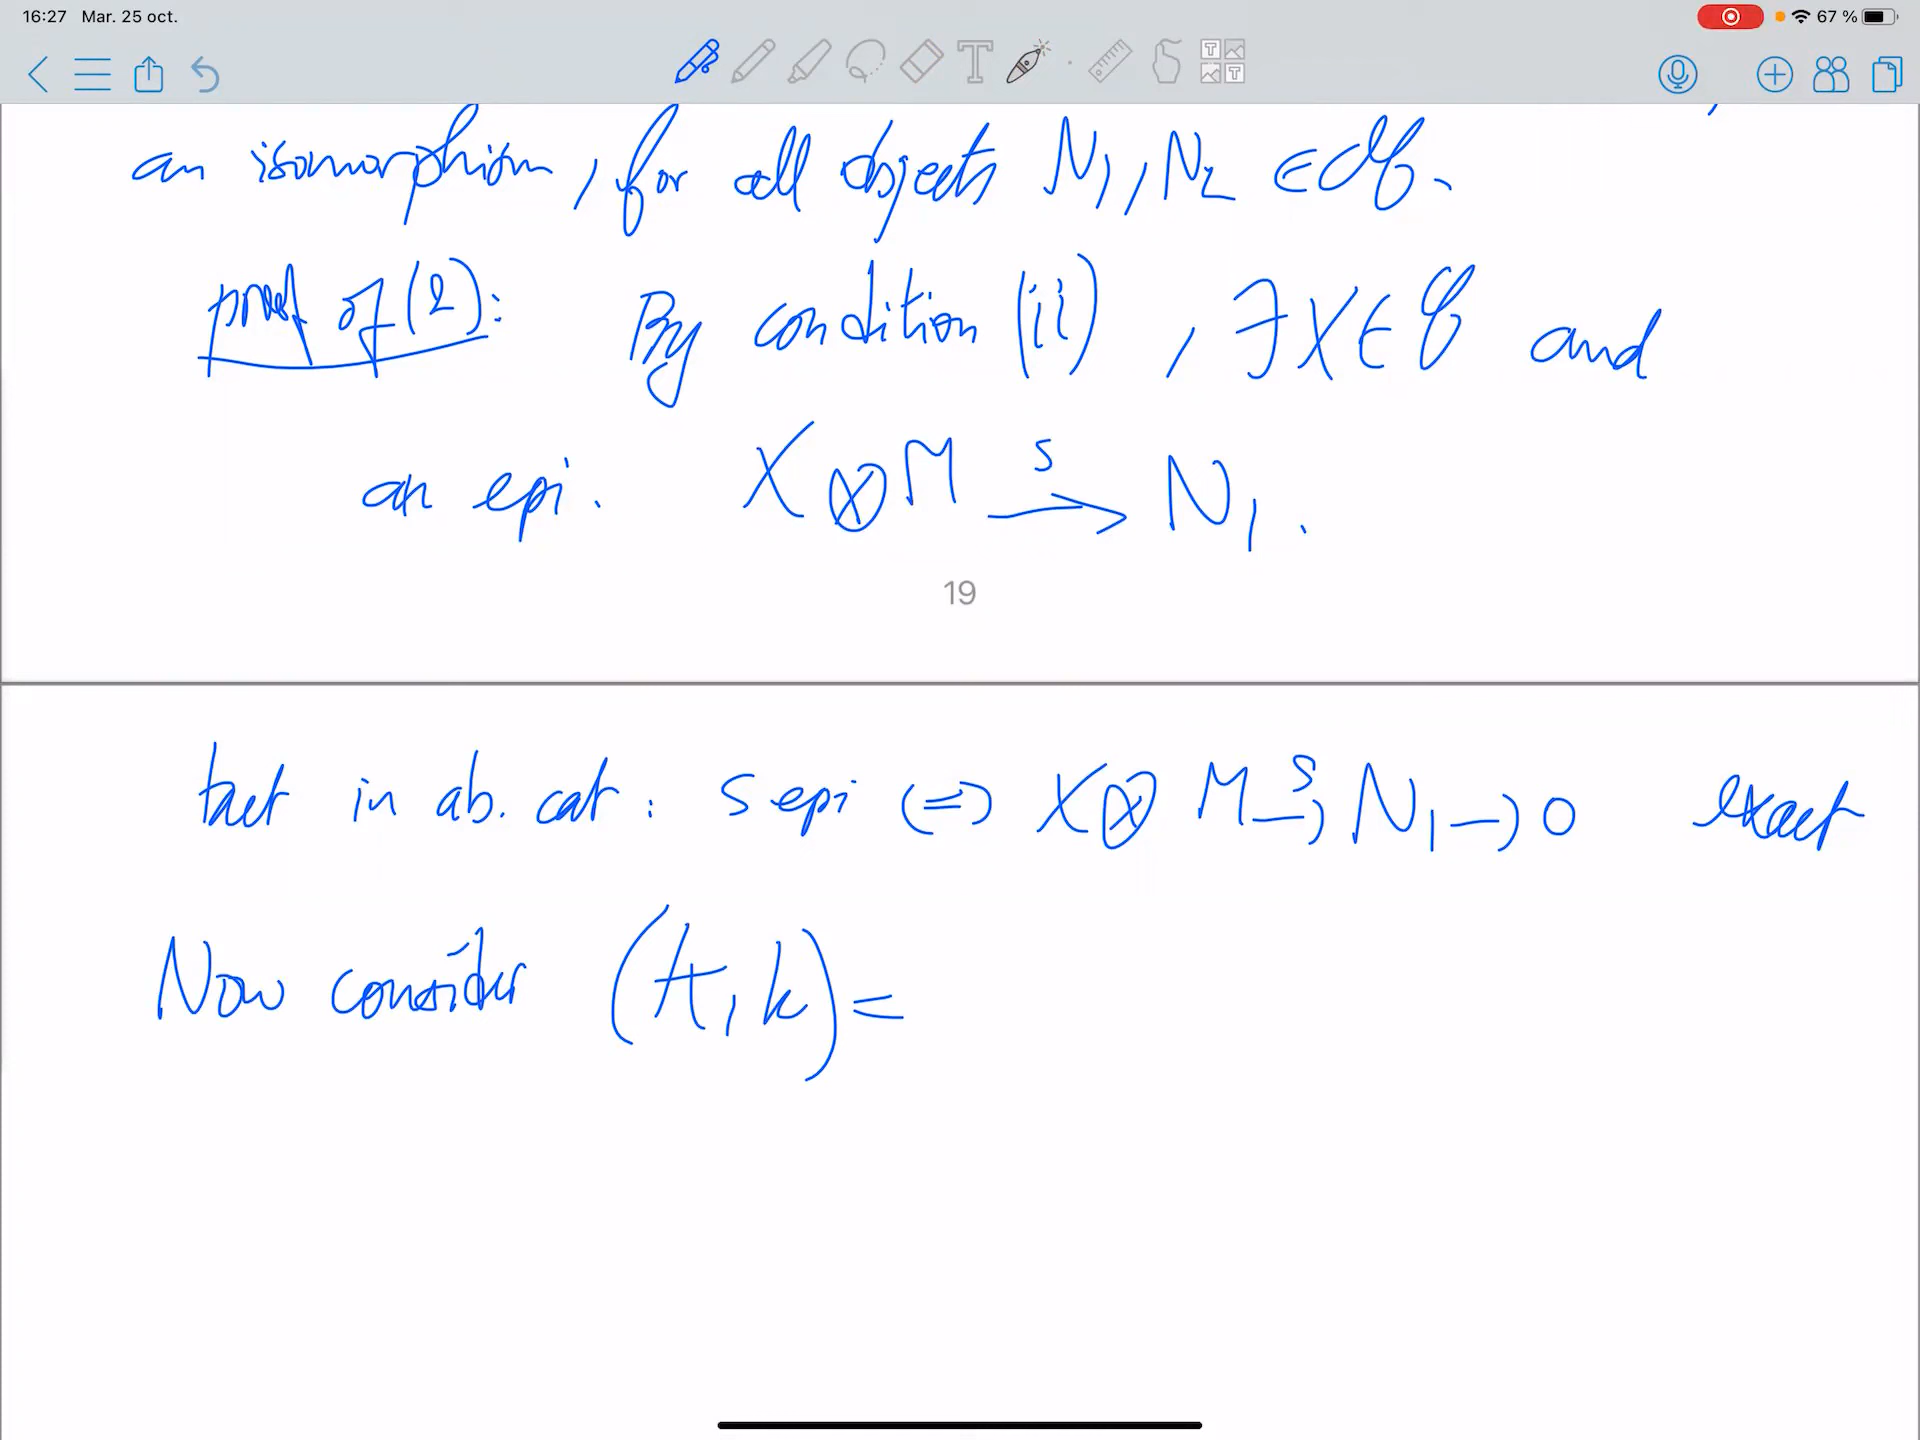 16:27 Mar. 25 oct. 67 %
an isomorphism, for all objects N₁, N₂ ∈ ℳ.
proof of (2): By condition (ii), ∃ X ∈ 𝒞 and
an epi. X ⊗ M →ˢ N₁.
19
fact in ab. cat: s epi (=) X ⊗ M →ˢ N₁ → 0 exact
Now consider (A, k) =